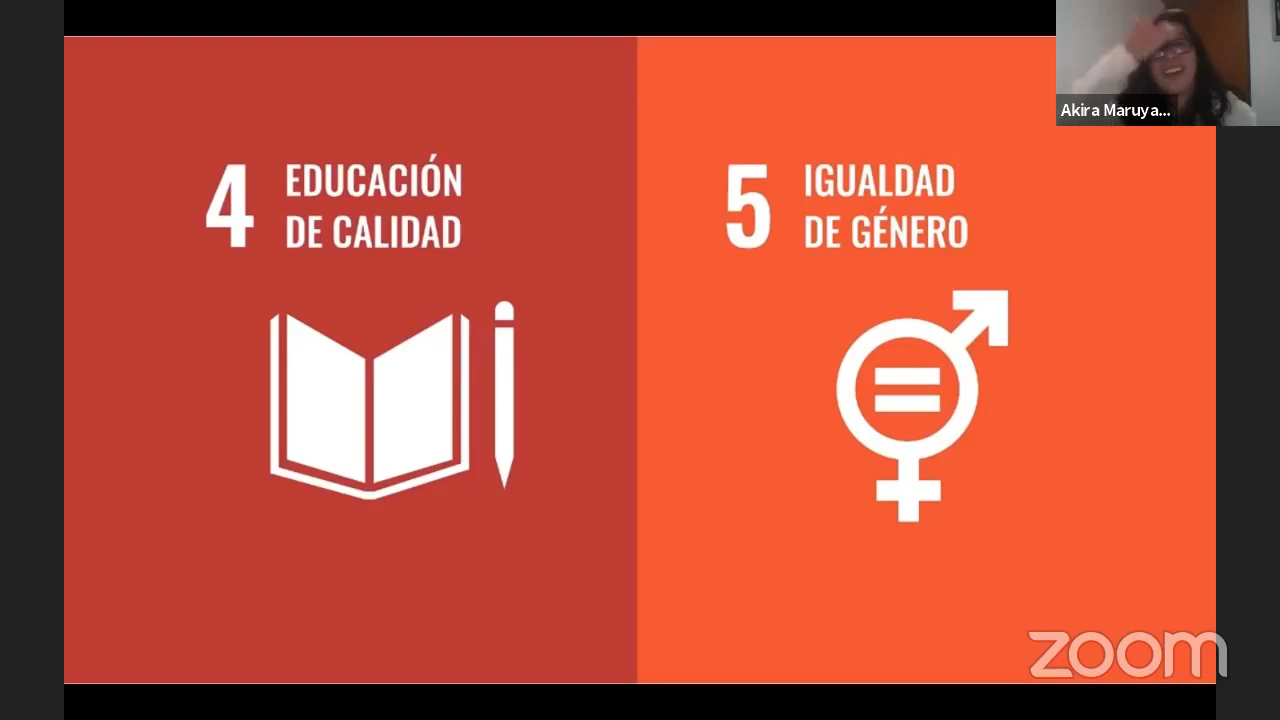 4 EDUCACIÓN
DE CALIDAD
5 IGUALDAD
DE GÉNERO
Akira Maruya...
zoom